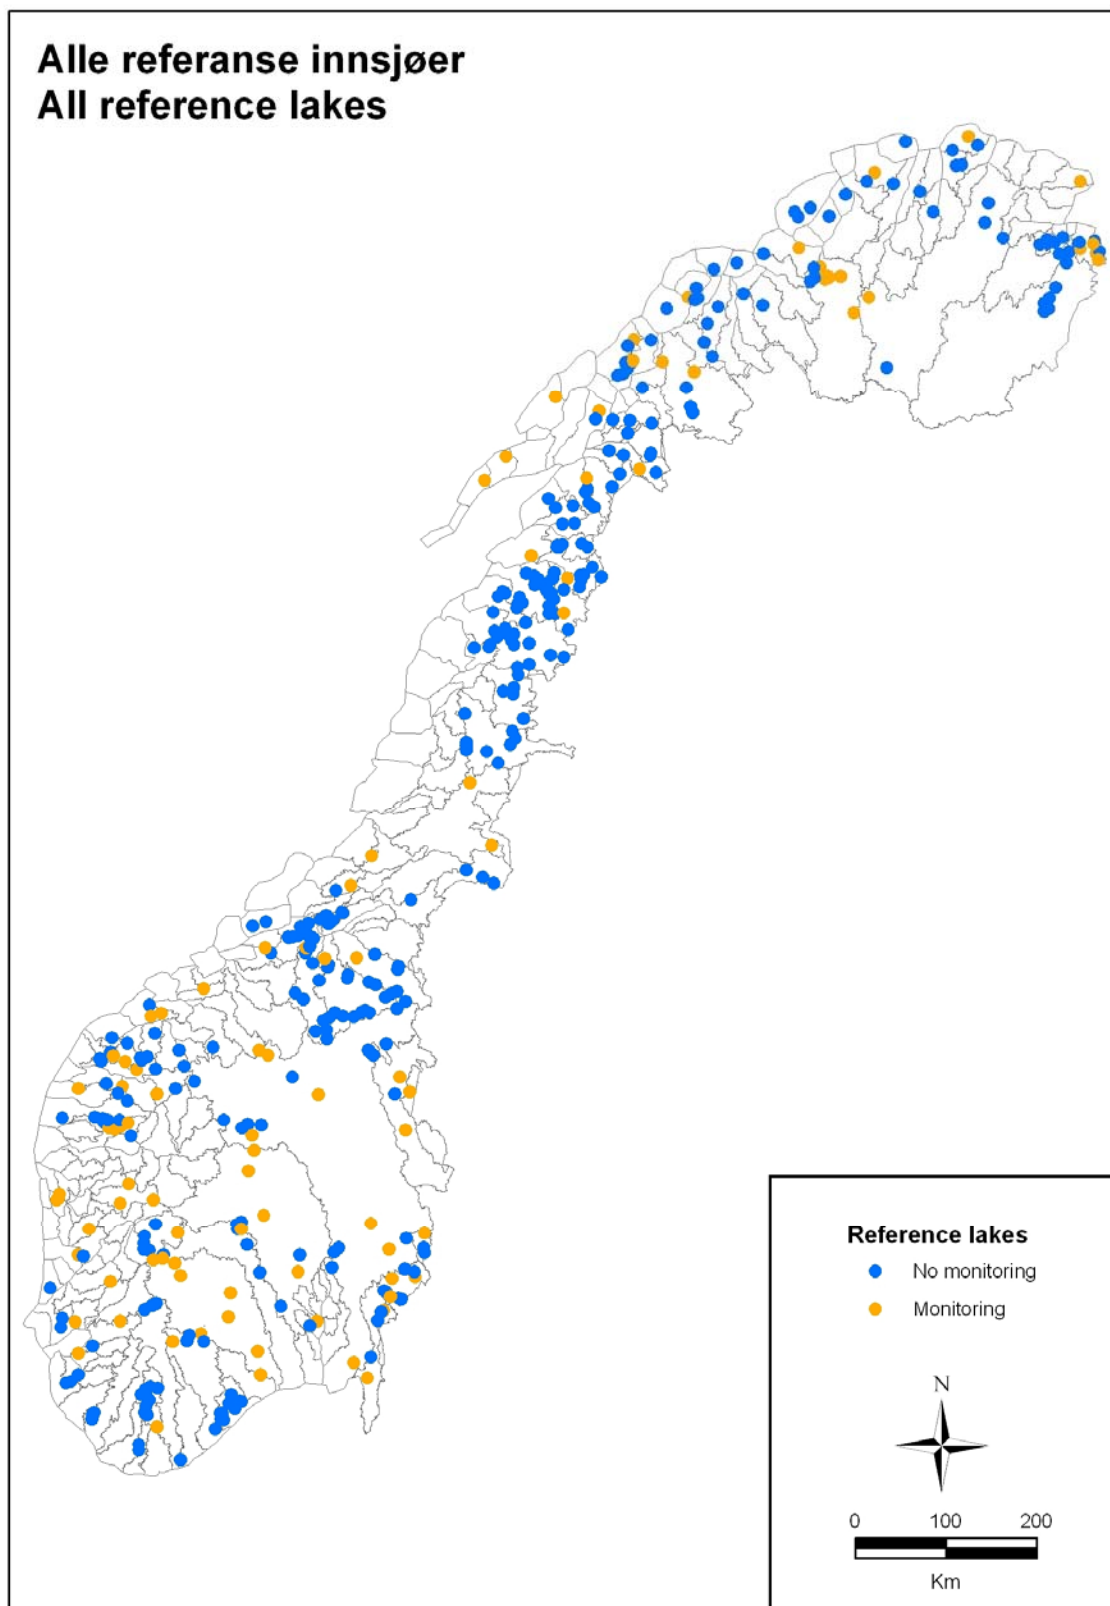 Alle referanse innsjøer
All reference lakes
Reference lakes
No monitoring
Monitoring
N
0 100 200
Km